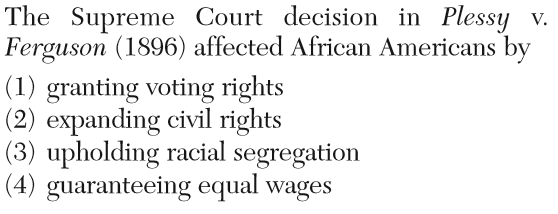 The Supreme Court decision in Plessy v.
Ferguson (1896) affected African Americans by
(1) granting voting rights
(2) expanding civil rights
(3) upholding racial segregation
(4) guaranteeing equal wages